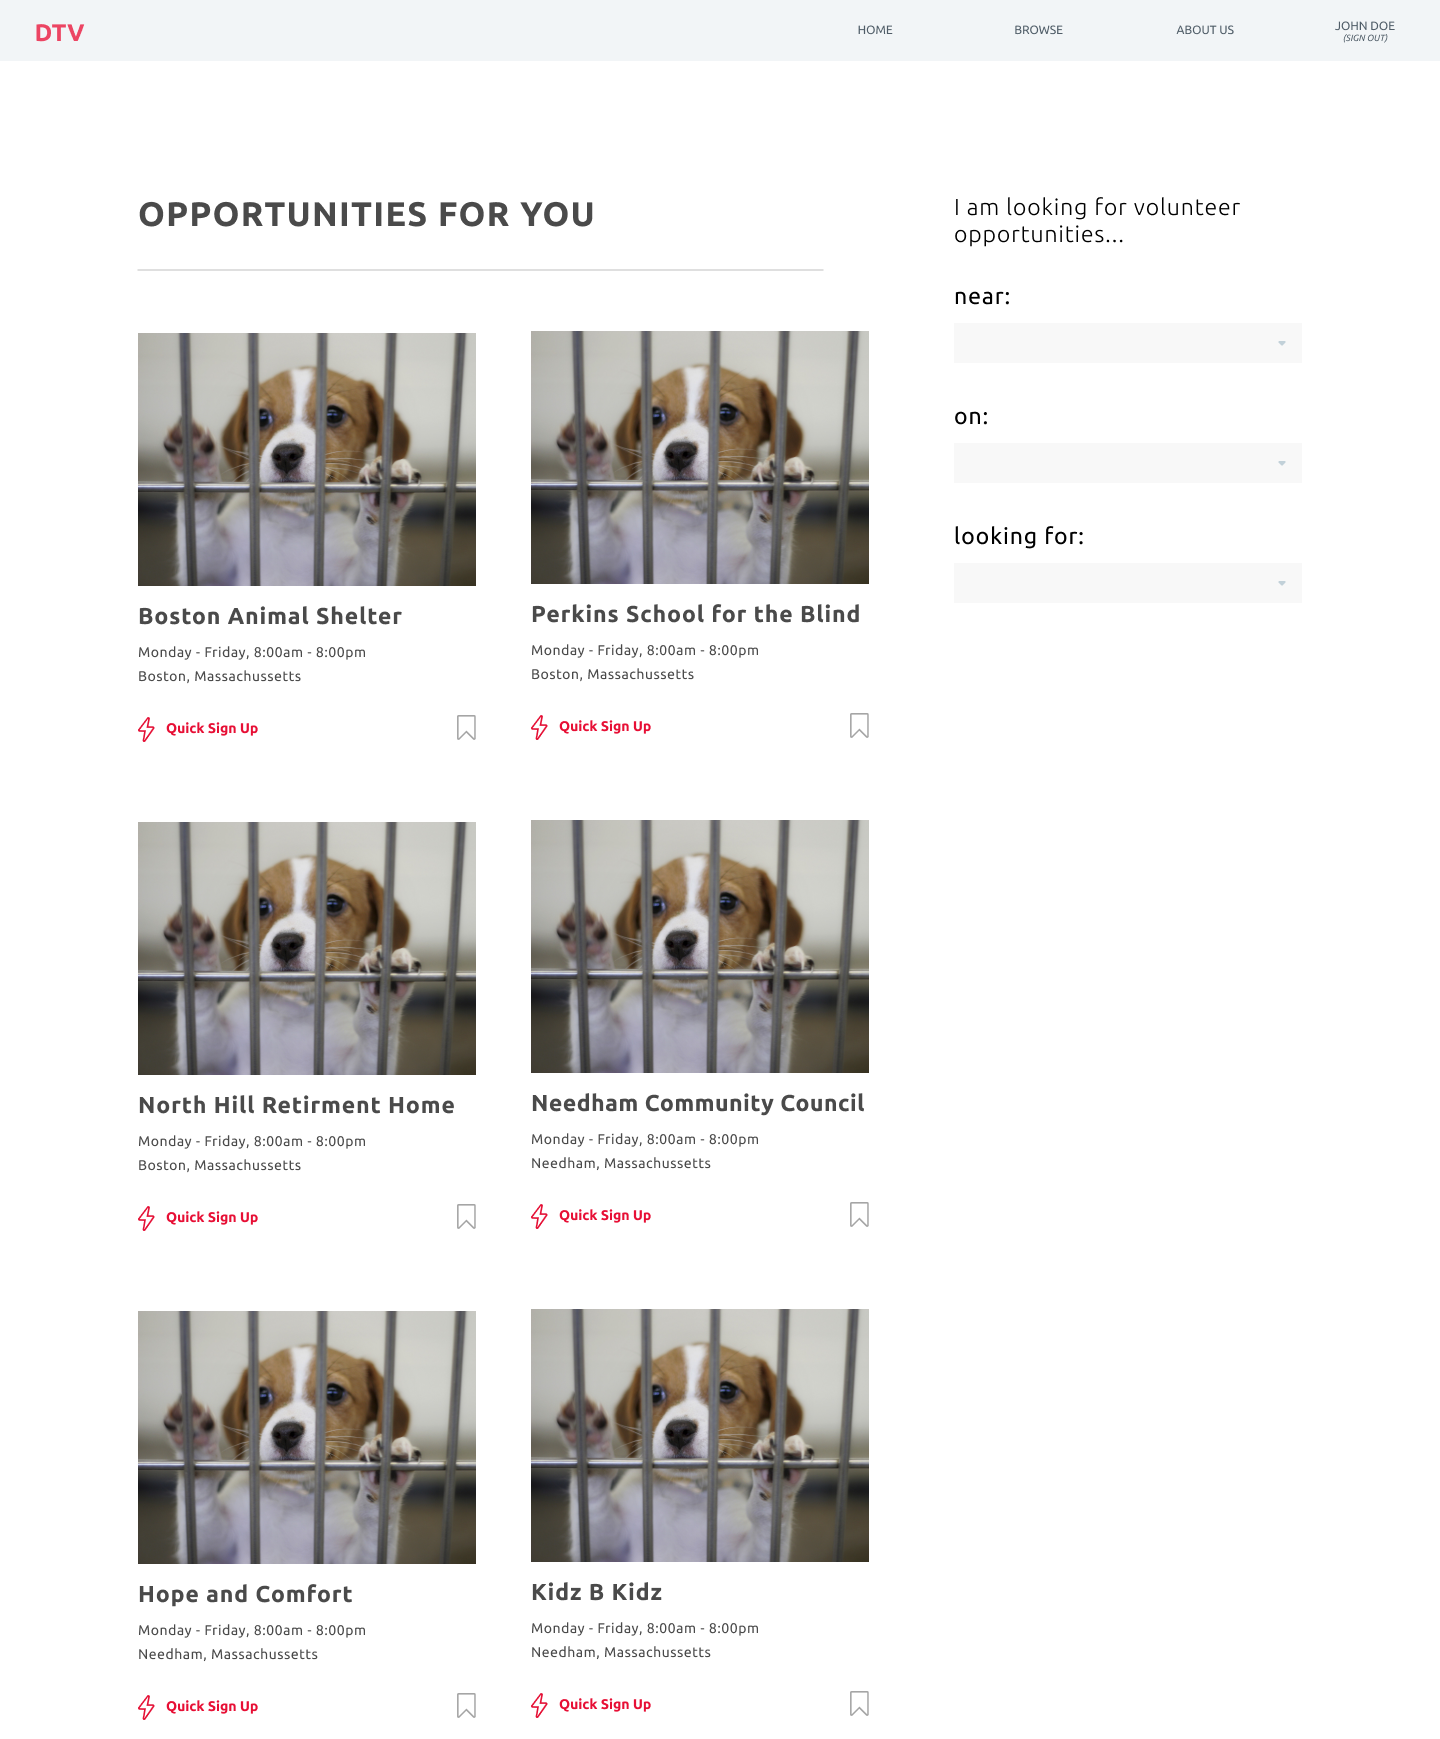 DTV
HOME
BROWSE
ABOUT US
JOHN DOE
(SIGN OUT)
OPPORTUNITIES FOR YOU
I am looking for volunteer
opportunities...
near:
on:
looking for:
Boston Animal Shelter
Monday - Friday, 8:00am - 8:00pm
Boston, Massachussetts
Quick Sign Up
Perkins School for the Blind
Monday - Friday, 8:00am - 8:00pm
Boston, Massachussetts
Quick Sign Up
North Hill Retirment Home
Monday - Friday, 8:00am - 8:00pm
Boston, Massachussetts
Quick Sign Up
Needham Community Council
Monday - Friday, 8:00am - 8:00pm
Needham, Massachussetts
Quick Sign Up
Hope and Comfort
Monday - Friday, 8:00am - 8:00pm
Needham, Massachussetts
Quick Sign Up
Kidz B Kidz
Monday - Friday, 8:00am - 8:00pm
Needham, Massachussetts
Quick Sign Up